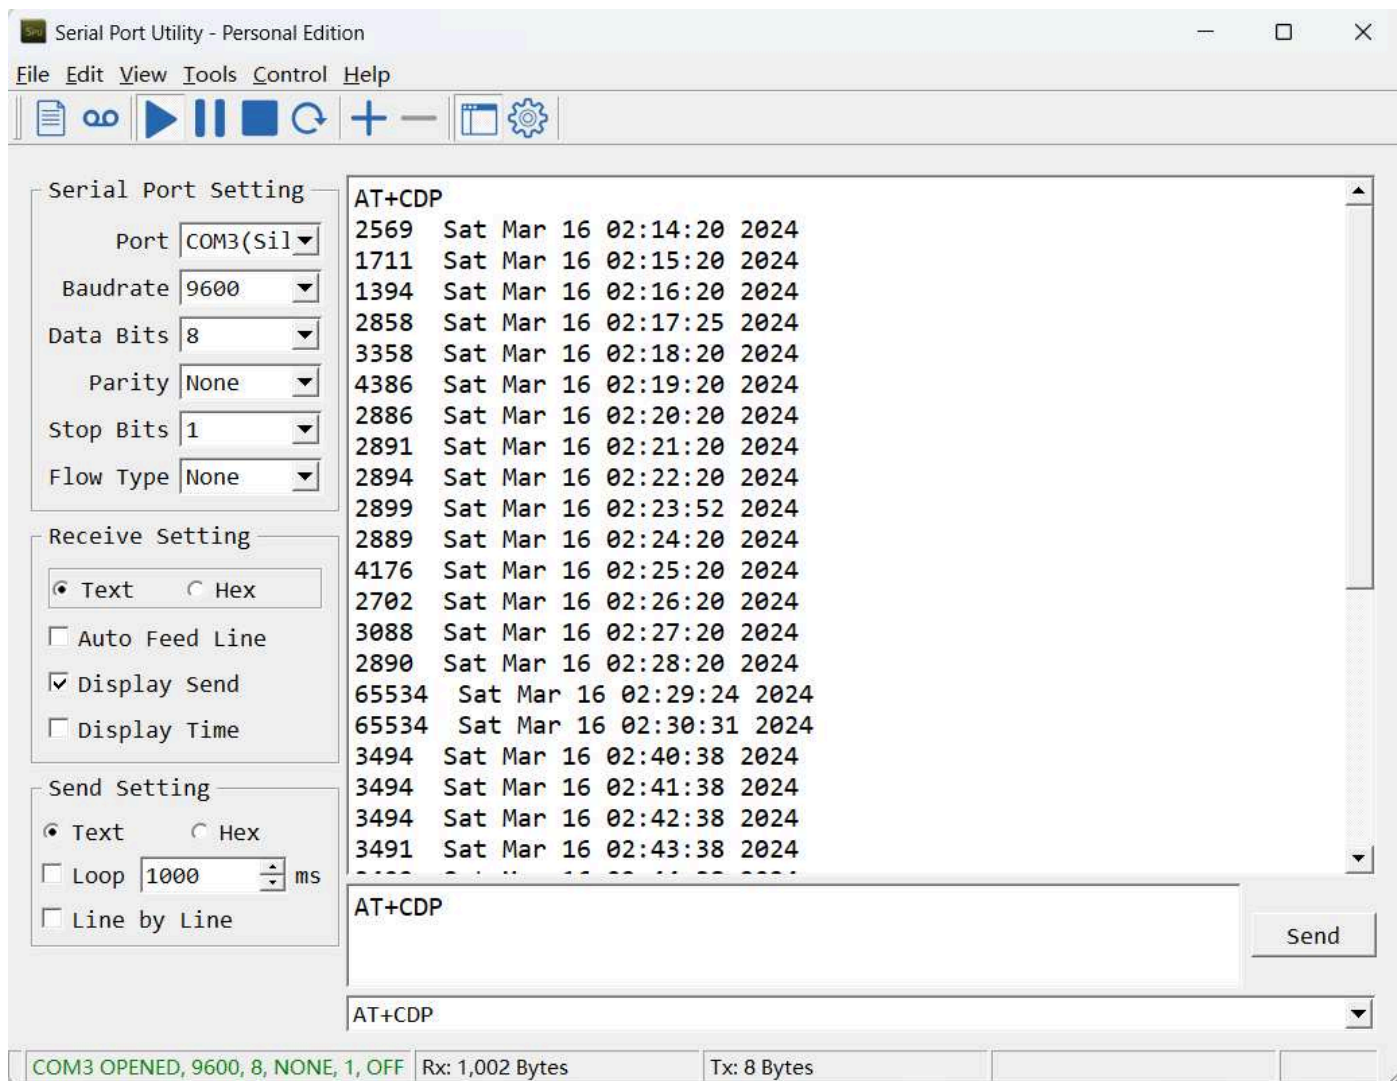 SPU Serial Port Utility - Personal Edition
File Edit View Tools Control Help
Serial Port Setting
Port COM3(Sil
Baudrate 9600
Data Bits 8
Parity None
Stop Bits 1
Flow Type None
Receive Setting
Text Hex
Auto Feed Line
Display Send
Display Time
Send Setting
Text Hex
Loop 1000 ms
Line by Line
AT+CDP
2569 Sat Mar 16 02:14:20 2024
1711 Sat Mar 16 02:15:20 2024
1394 Sat Mar 16 02:16:20 2024
2858 Sat Mar 16 02:17:25 2024
3358 Sat Mar 16 02:18:20 2024
4386 Sat Mar 16 02:19:20 2024
2886 Sat Mar 16 02:20:20 2024
2891 Sat Mar 16 02:21:20 2024
2894 Sat Mar 16 02:22:20 2024
2899 Sat Mar 16 02:23:52 2024
2889 Sat Mar 16 02:24:20 2024
4176 Sat Mar 16 02:25:20 2024
2702 Sat Mar 16 02:26:20 2024
3088 Sat Mar 16 02:27:20 2024
2890 Sat Mar 16 02:28:20 2024
65534 Sat Mar 16 02:29:24 2024
65534 Sat Mar 16 02:30:31 2024
3494 Sat Mar 16 02:40:38 2024
3494 Sat Mar 16 02:41:38 2024
3494 Sat Mar 16 02:42:38 2024
3491 Sat Mar 16 02:43:38 2024
AT+CDP
Send
AT+CDP
COM3 OPENED, 9600, 8, NONE, 1, OFF Rx: 1,002 Bytes Tx: 8 Bytes